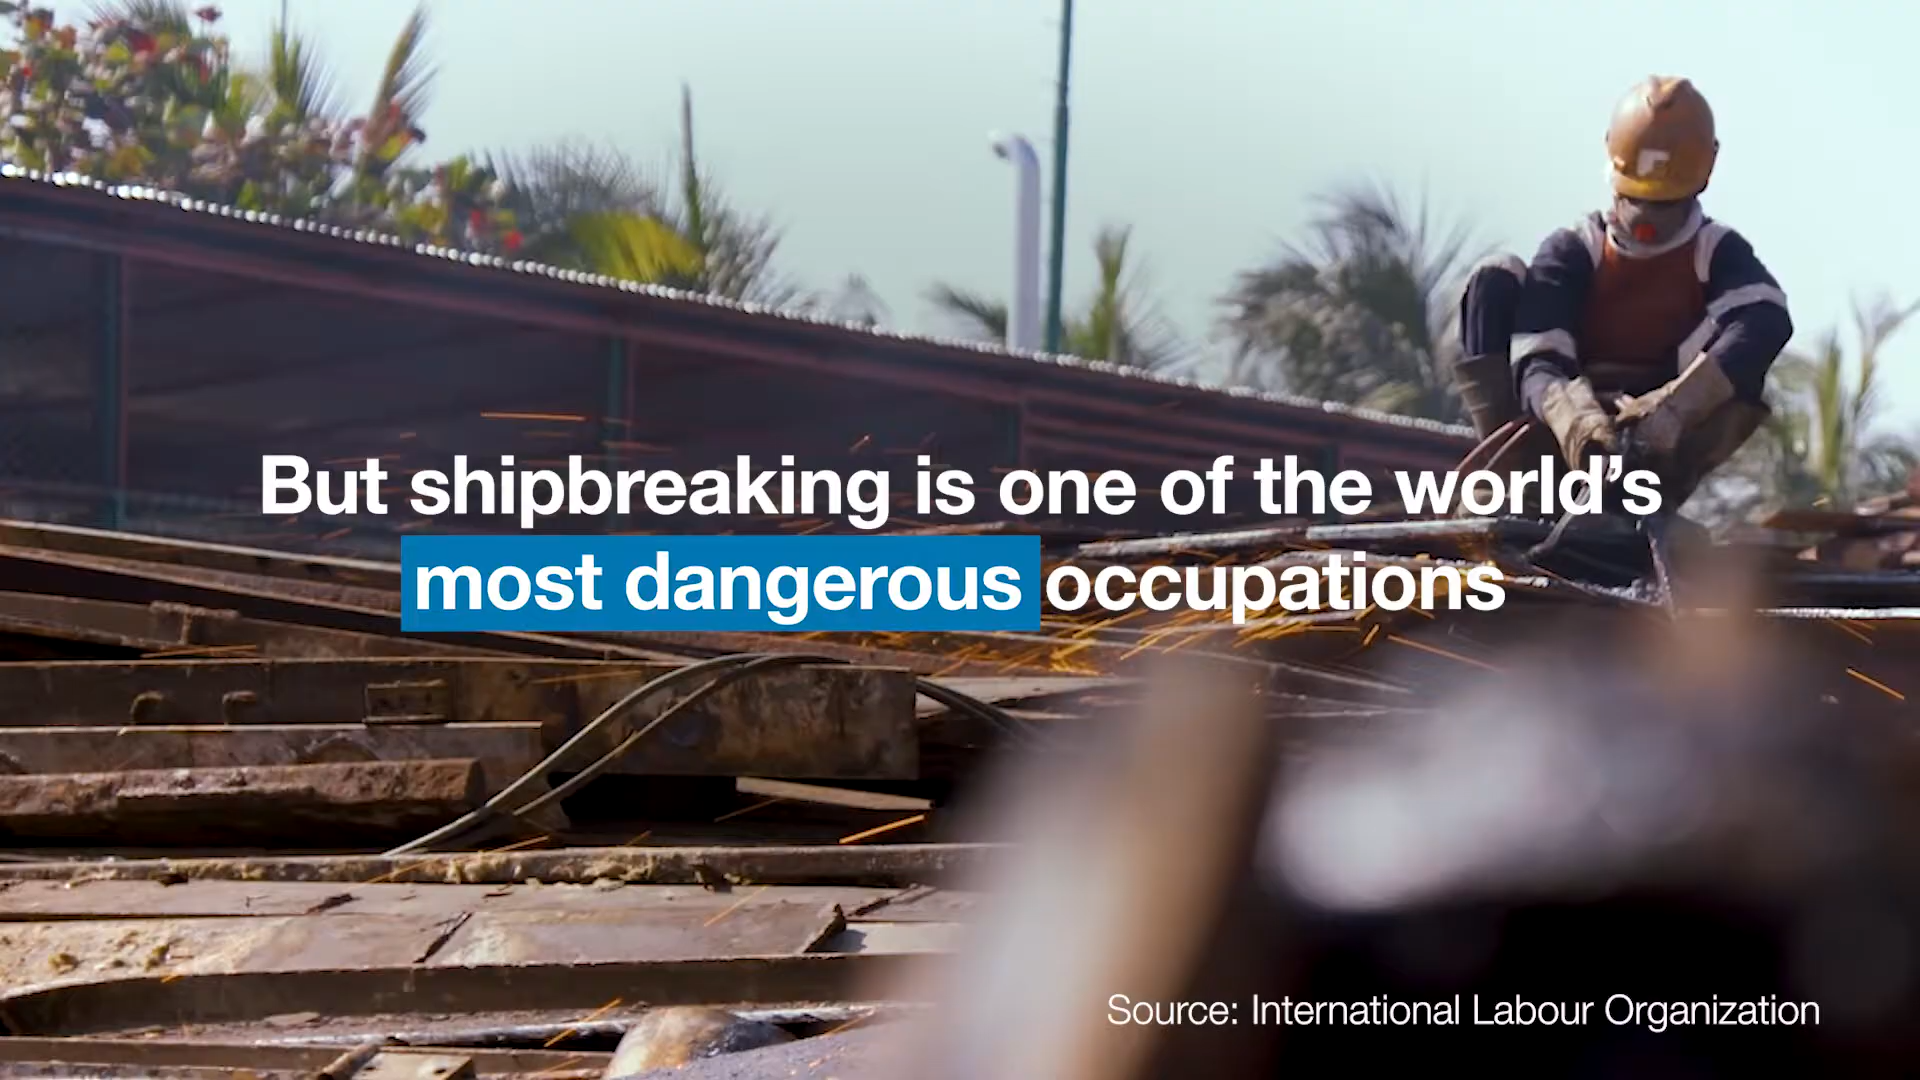 But shipbreaking is one of the world’s
most dangerous occupations
Source: International Labour Organization